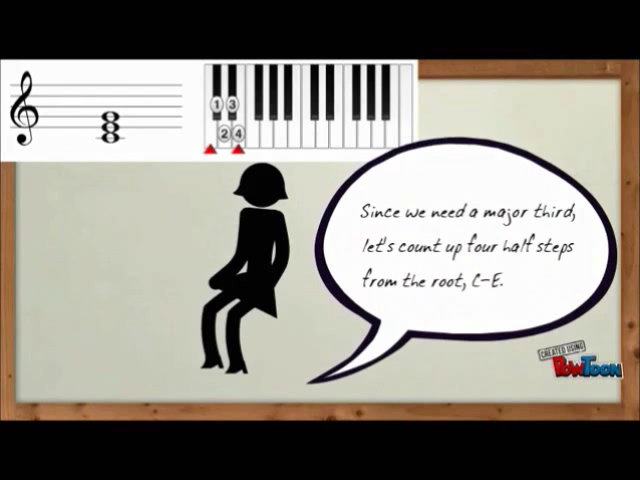 1 3
2 4
Since we need a major third,
let's count up four half steps
from the root, C-E.
CREATED USING
POWTOON